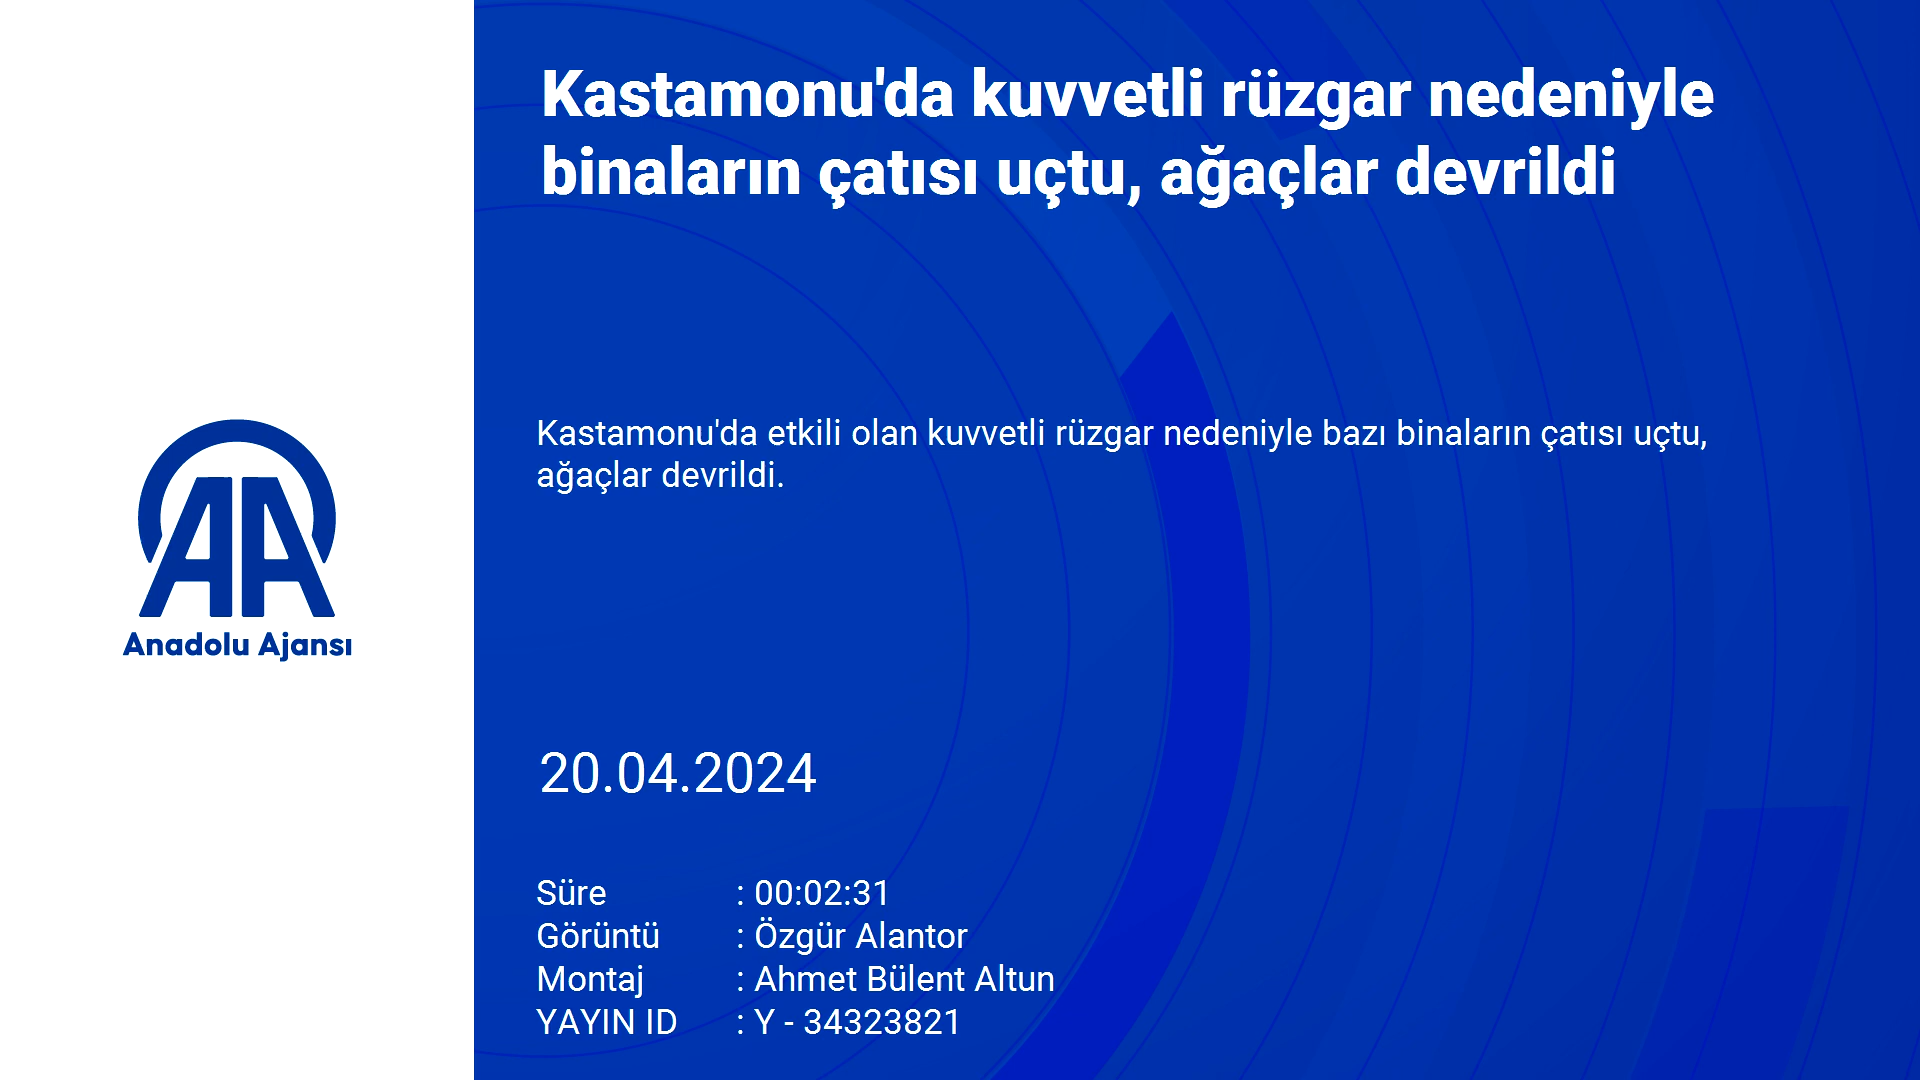 Kastamonu'da kuvvetli rüzgar nedeniyle
binaların çatısı uçtu, ağaçlar devrildi
Kastamonu'da etkili olan kuvvetli rüzgar nedeniyle bazı binaların çatısı uçtu,
ağaçlar devrildi.
AA
Anadolu Ajansı
20.04.2024
Süre : 00:02:31
Görüntü : Özgür Alantor
Montaj : Ahmet Bülent Altun
YAYIN ID : Y - 34323821